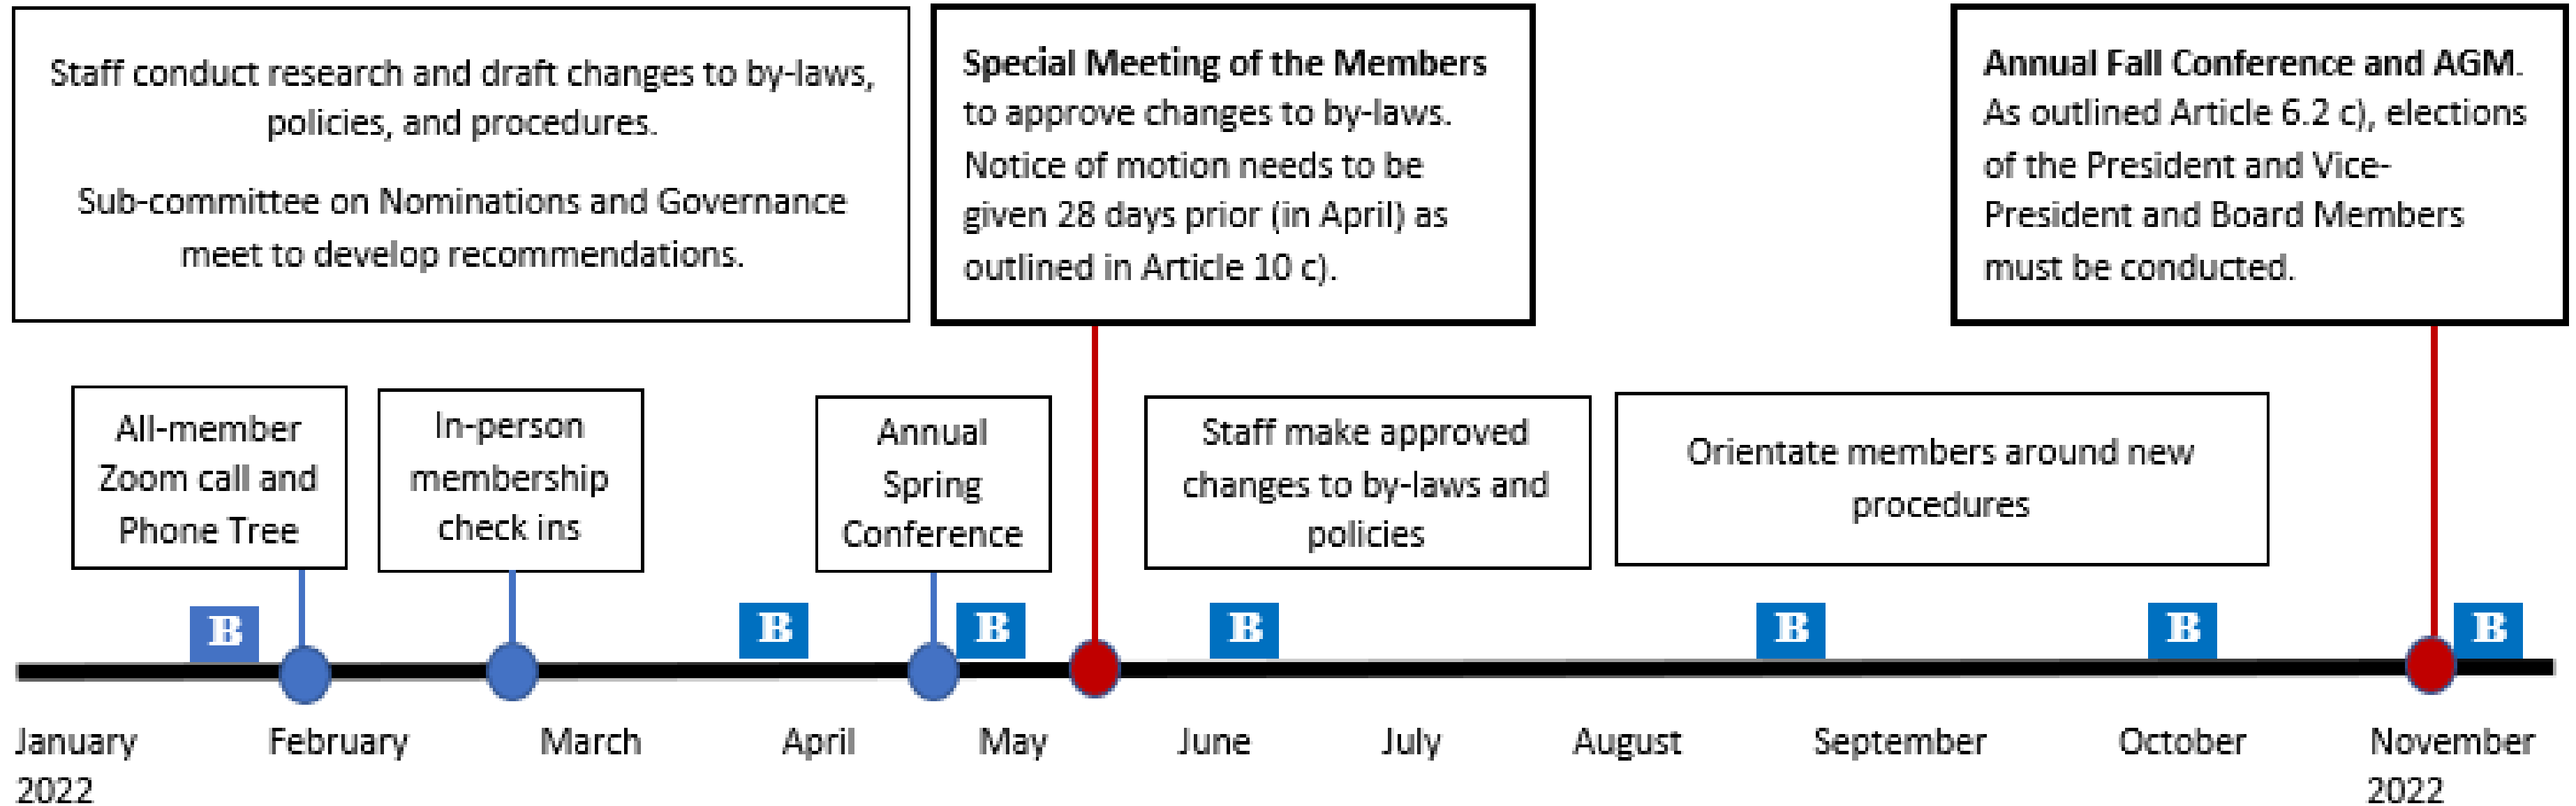 Staff conduct research and draft changes to by-laws,
policies, and procedures.
Sub-committee on Nominations and Governance
meet to develop recommendations.
Special Meeting of the Members
to approve changes to by-laws.
Notice of motion needs to be
given 28 days prior (in April) as
outlined in Article 10 c).
Annual Fall Conference and AGM.
As outlined Article 6.2 c), elections
of the President and Vice-
President and Board Members
must be conducted.
All-member
Zoom call and
Phone Tree
In-person
membership
check ins
Annual
Spring
Conference
Staff make approved
changes to by-laws and
policies
Orientate members around new
procedures
B
B
B
B
B
B
B
January
2022
February
March
April
May
June
July
August
September
October
November
2022